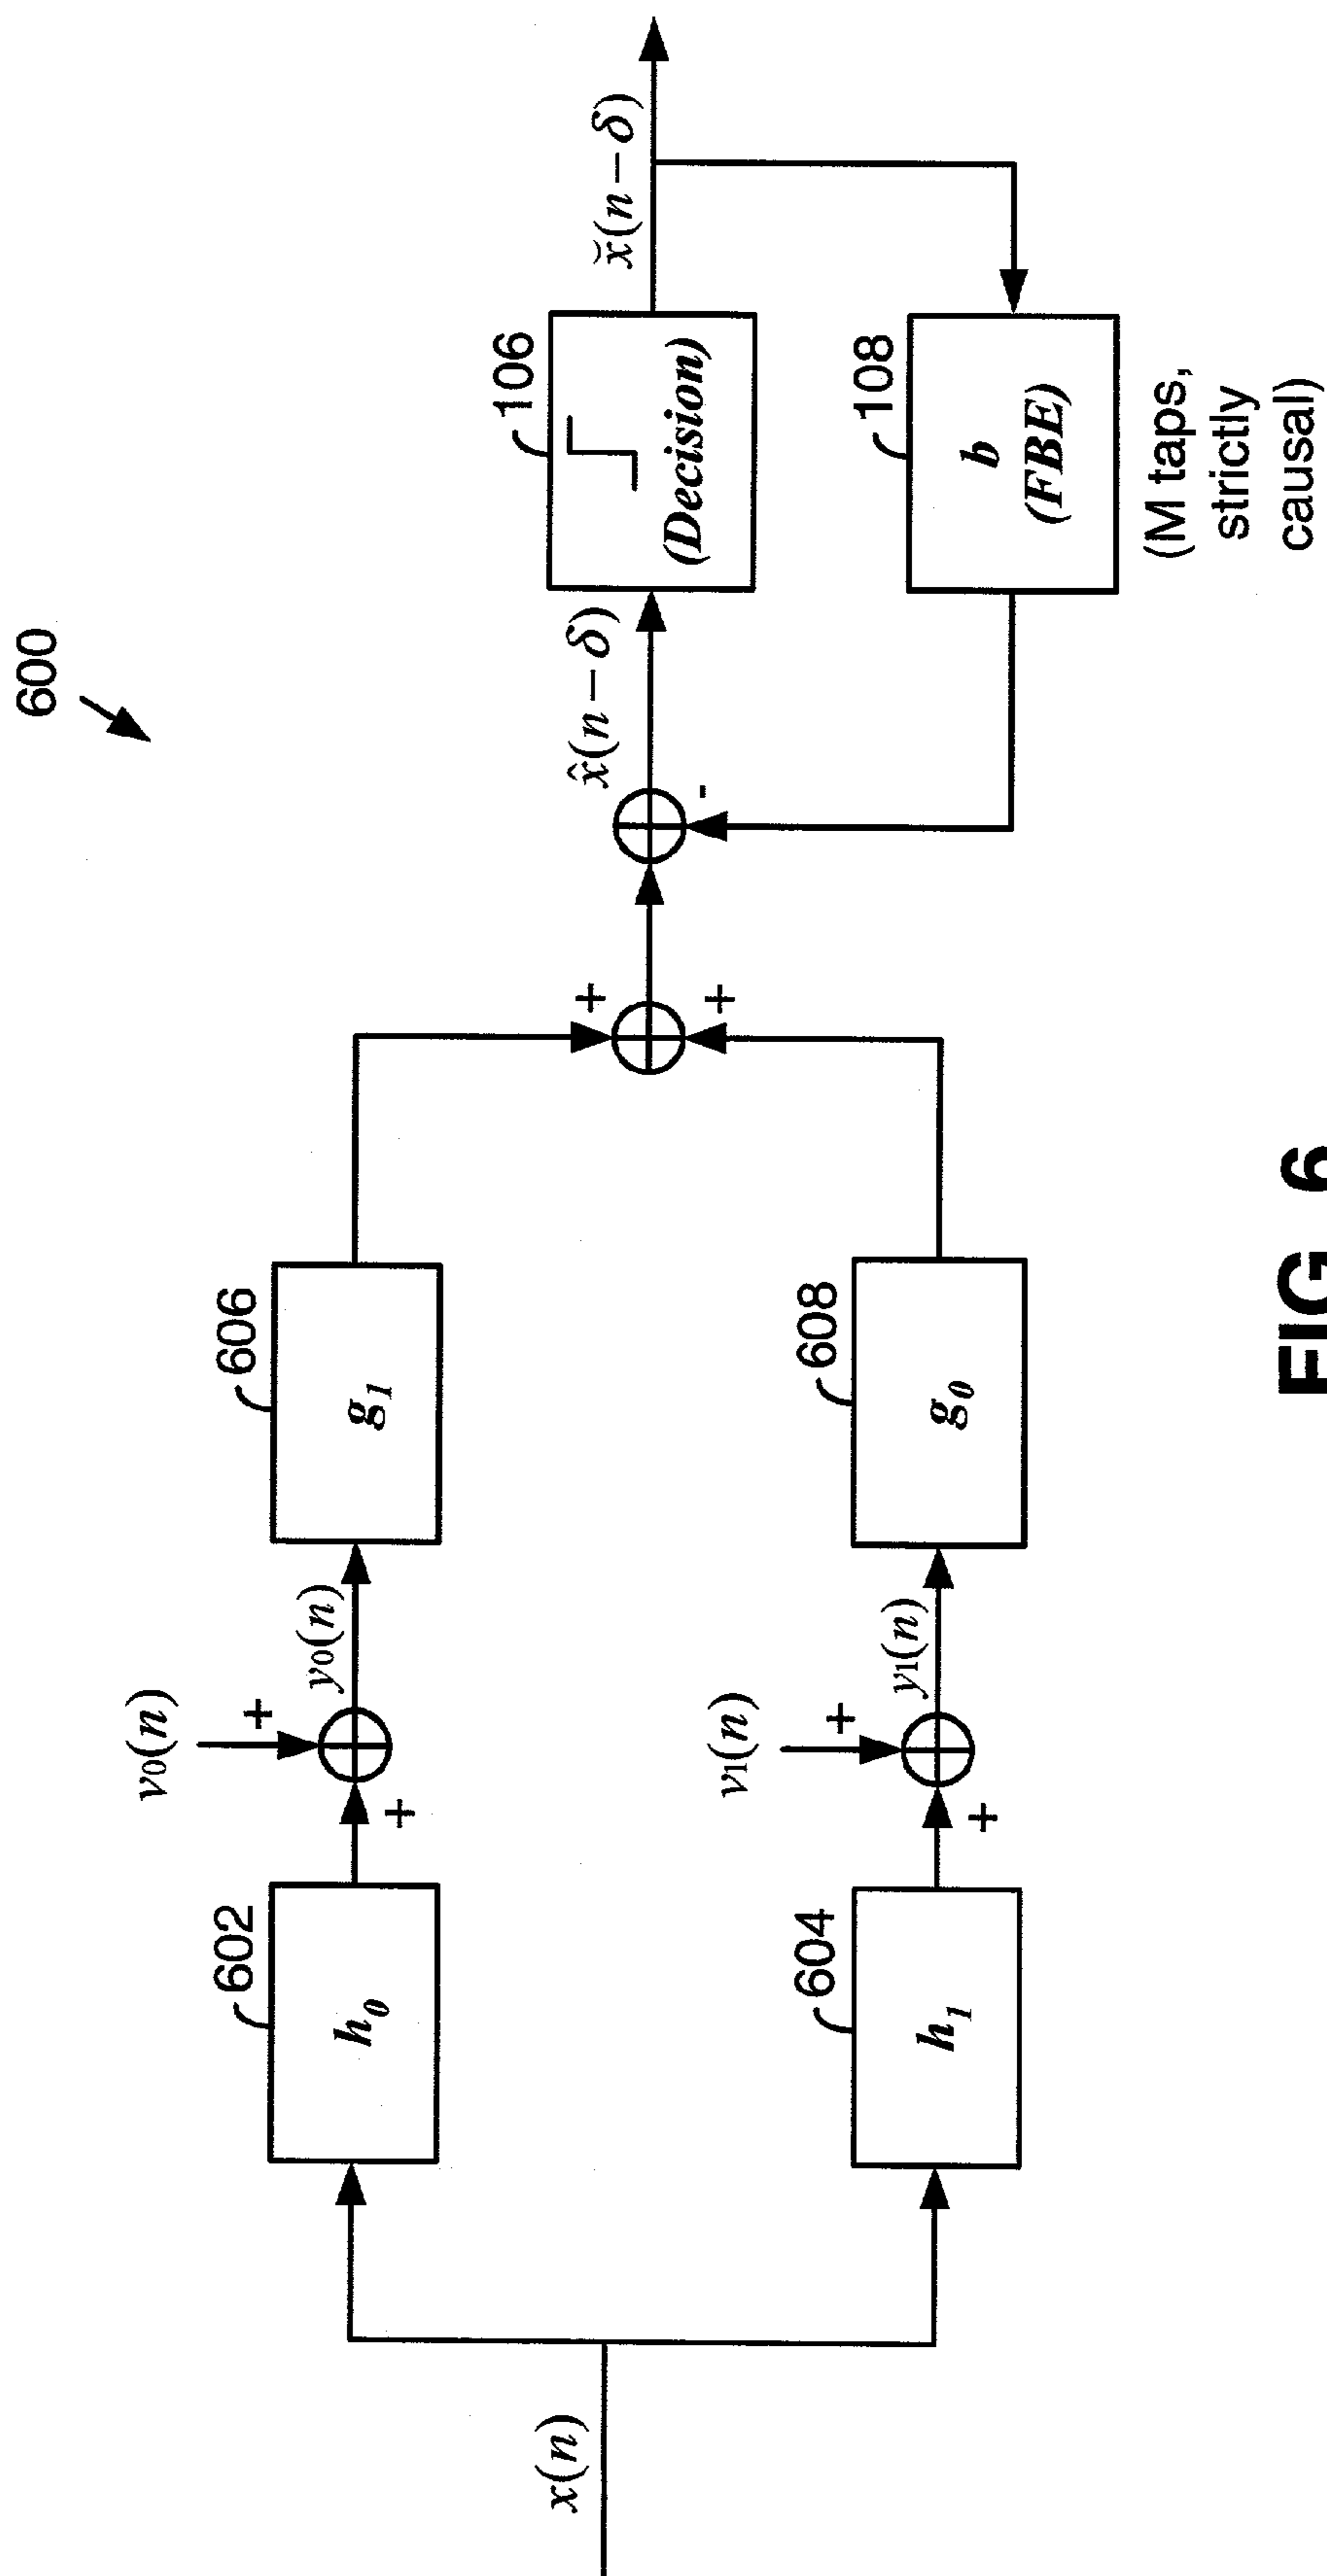 600
x(n)
602
h₀
v₀(n)
+
+
y₀(n)
606
g₁
604
h₁
v₁(n)
+
+
y₁(n)
608
g₀
+
+
-
x̂(n−δ)
106
(Decision)
x̆(n−δ)
108
b
(FBE)
(M taps,
strictly
causal)
FIG. 6